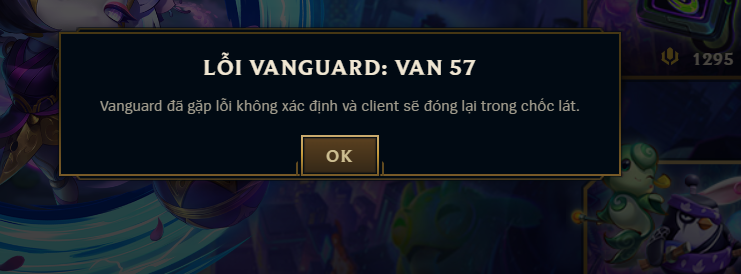 1295
LỖI VANGUARD: VAN 57
Vanguard đã gặp lỗi không xác định và client sẽ đóng lại trong chốc lát.
OK